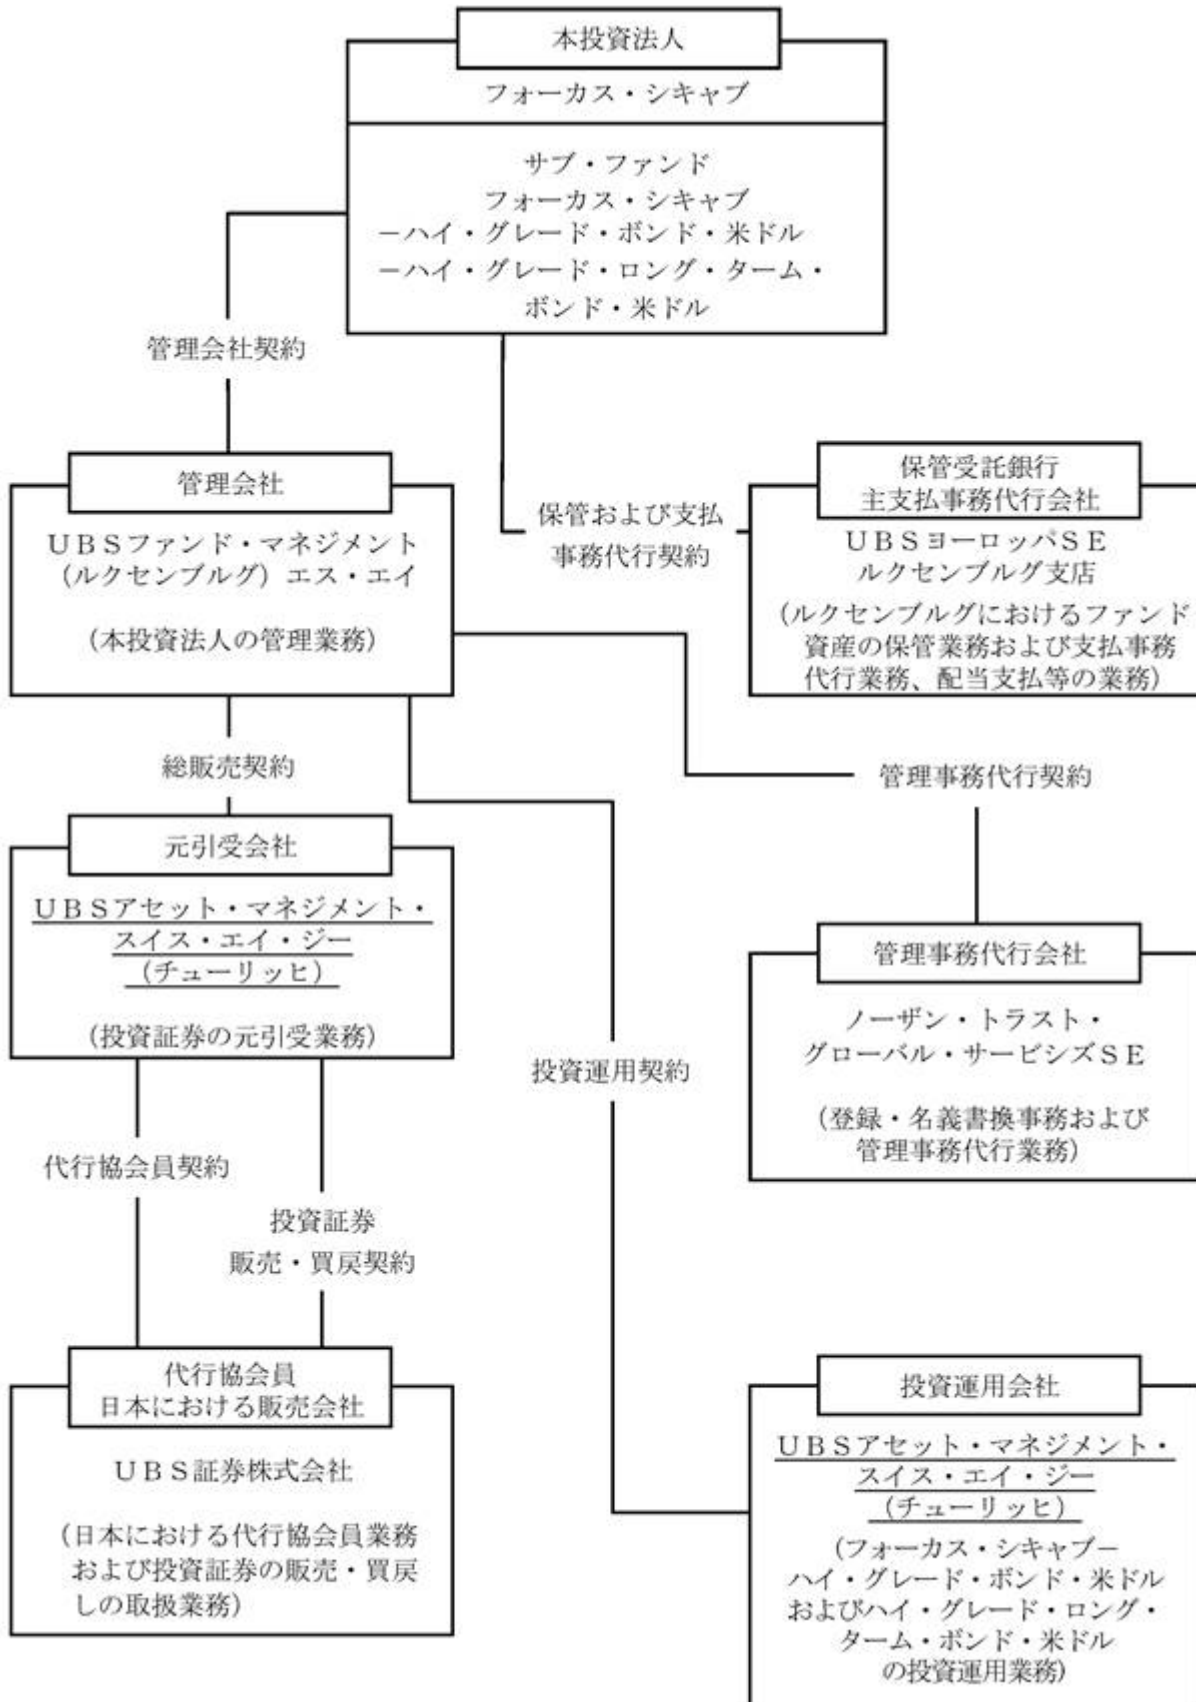 本投資法人
フォーカス・シキャブ
サブ・ファンド
フォーカス・シキャブ
－ハイ・グレード・ボンド・米ドル
－ハイ・グレード・ロング・ターム・
ボンド・米ドル
管理会社契約
管理会社
ＵＢＳファンド・マネジメント
（ルクセンブルグ）エス・エイ
（本投資法人の管理業務）
保管および支払
事務代行契約
保管受託銀行
主支払事務代行会社
ＵＢＳヨーロッパＳＥ
ルクセンブルグ支店
（ルクセンブルグにおけるファンド
資産の保管業務および支払事務
代行業務、配当支払等の業務）
総販売契約
管理事務代行契約
元引受会社
ＵＢＳアセット・マネジメント・
スイス・エイ・ジー
（チューリッヒ）
（投資証券の元引受業務）
投資運用契約
管理事務代行会社
ノーザン・トラスト・
グローバル・サービシズＳＥ
（登録・名義書換事務および
管理事務代行業務）
代行協会員契約
投資証券
販売・買戻契約
代行協会員
日本における販売会社
ＵＢＳ証券株式会社
（日本における代行協会員業務
および投資証券の販売・買戻
しの取扱業務）
投資運用会社
ＵＢＳアセット・マネジメント・
スイス・エイ・ジー
（チューリッヒ）
（フォーカス・シキャブ－
ハイ・グレード・ボンド・米ドル
およびハイ・グレード・ロング・
ターム・ボンド・米ドル
の投資運用業務）